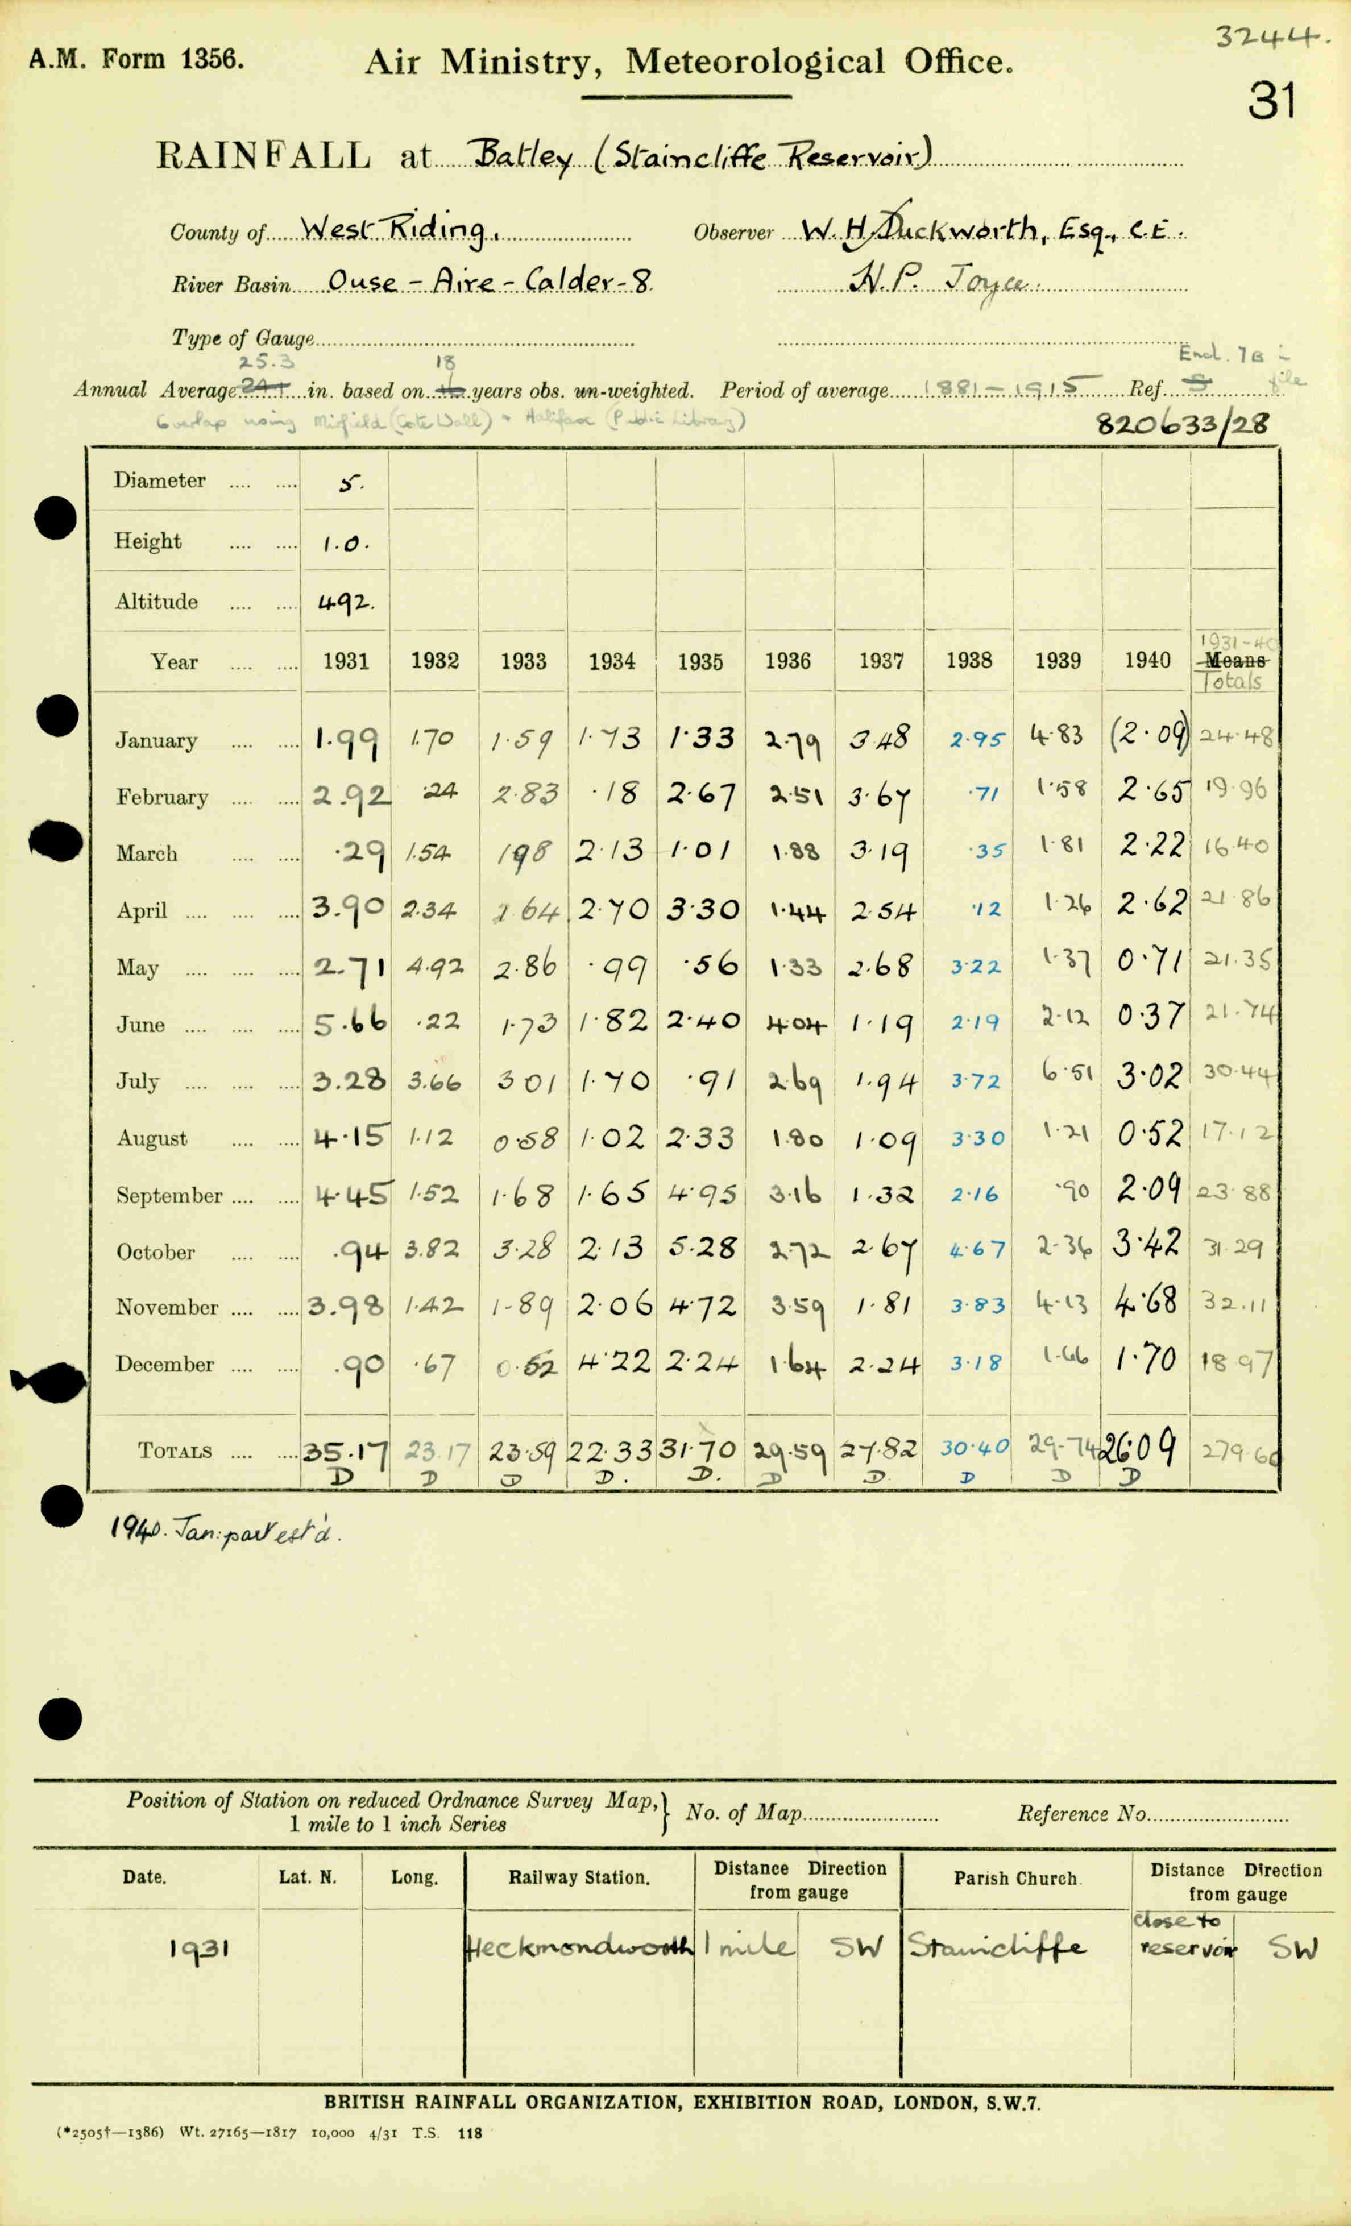 3244.
A.M. Form 1356. Air Ministry, Meteorological Office.
31
RAINFALL at Batley (Staincliffe Reservoir)
County of West Riding. Observer W. H. Duckworth, Esq., C.E.
River Basin Ouse - Aire - Calder - 8. H. P. Joyce.
Type of Gauge
25.3 18 Encl. 7B in file
Annual Average in. based on years obs. un-weighted. Period of average 1881-1915 Ref. 5
Overlap using Mirfield (Cote Wall) + Halifax (Public Library)
820633/28
Diameter 5.
Height 1.0.
Altitude 492.
1931-40
Year 1931 1932 1933 1934 1935 1936 1937 1938 1939 1940 Means
Totals
January 1.99 1.70 1.59 1.73 1.33 2.79 3.48 2.95 4.83 (2.09) 24.48
February 2.92 .24 2.83 .18 2.67 2.51 3.67 .71 1.58 2.65 19.96
March .29 1.54 1.98 2.13 1.01 1.88 3.19 .35 1.81 2.22 16.40
April 3.90 2.34 1.64 2.70 3.30 1.44 2.54 .12 1.26 2.62 21.86
May 2.71 4.92 2.86 .99 .56 1.33 2.68 3.22 1.37 0.71 21.35
June 5.66 .22 1.73 1.82 2.40 4.04 1.19 2.19 2.12 0.37 21.74
July 3.28 3.66 3.01 1.70 .91 2.69 1.94 3.72 6.51 3.02 30.44
August 4.15 1.12 0.58 1.02 2.33 1.80 1.09 3.30 1.21 0.52 17.12
September 4.45 1.52 1.68 1.65 4.95 3.16 1.32 2.16 .90 2.09 23.88
October .94 3.82 3.28 2.13 5.28 2.72 2.67 4.67 2.36 3.42 31.29
November 3.98 1.42 1.89 2.06 4.72 3.59 1.81 3.83 4.13 4.68 32.11
December .90 .67 0.52 4.22 2.24 1.64 2.24 3.18 1.66 1.70 18.97
TOTALS 35.17 23.17 23.59 22.33 31.70 29.59 27.82 30.40 29.74 26.09 279.60
D D D D. D. D D D D D
1940. Jan: part est'd.
Position of Station on reduced Ordnance Survey Map, } No. of Map Reference No.
1 mile to 1 inch Series
Date. Lat. N. Long. Railway Station. Distance Direction from gauge Parish Church. Distance Direction from gauge
1931 Heckmondworth 1 mile SW Staincliffe close to reservoir SW
BRITISH RAINFALL ORGANIZATION, EXHIBITION ROAD, LONDON, S.W.7.
(*2505†—1386) Wt. 27165—1817 10,000 4/31 T.S. 118